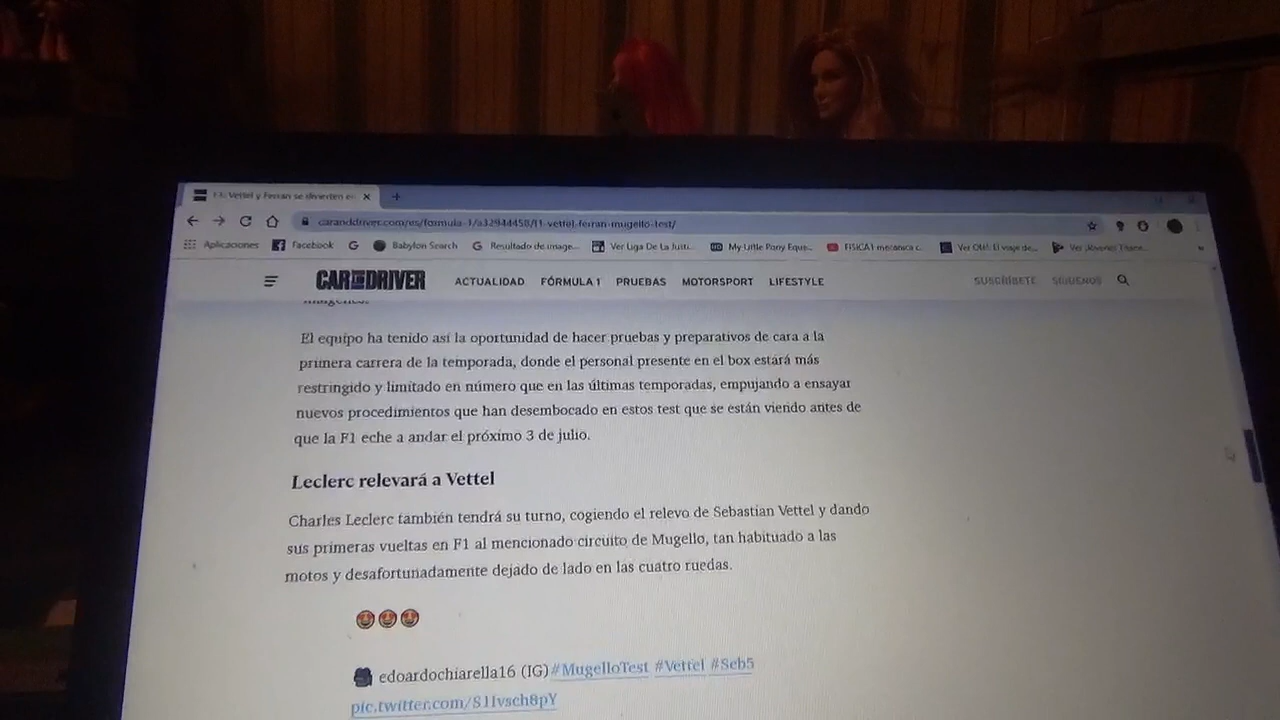 F1: Vettel y Ferrari se divierten en
caranddriver.com/es/formula-1/a32944458/f1-vettel-ferrari-mugello-test/
Aplicaciones Facebook Babylon Search Resultado de image... Ver Liga De La Justi... My Little Pony Eque... FISICA1 mecanica c... Ver Jóvenes Titane...
CAR AND DRIVER ACTUALIDAD FÓRMULA 1 PRUEBAS MOTORSPORT LIFESTYLE SUSCRÍBETE SÍGUENOS
imágenes.
El equipo ha tenido así la oportunidad de hacer pruebas y preparativos de cara a la
primera carrera de la temporada, donde el personal presente en el box estará más
restringido y limitado en número que en las últimas temporadas, empujando a ensayar
nuevos procedimientos que han desembocado en estos test que se están viendo antes de
que la F1 eche a andar el próximo 3 de julio.
Leclerc relevará a Vettel
Charles Leclerc también tendrá su turno, cogiendo el relevo de Sebastian Vettel y dando
sus primeras vueltas en F1 al mencionado circuito de Mugello, tan habituado a las
motos y desafortunadamente dejado de lado en las cuatro ruedas.
edoardochiarella16 (IG)#MugelloTest #Vettel #Seb5
pic.twitter.com/S1Ivsch8pY